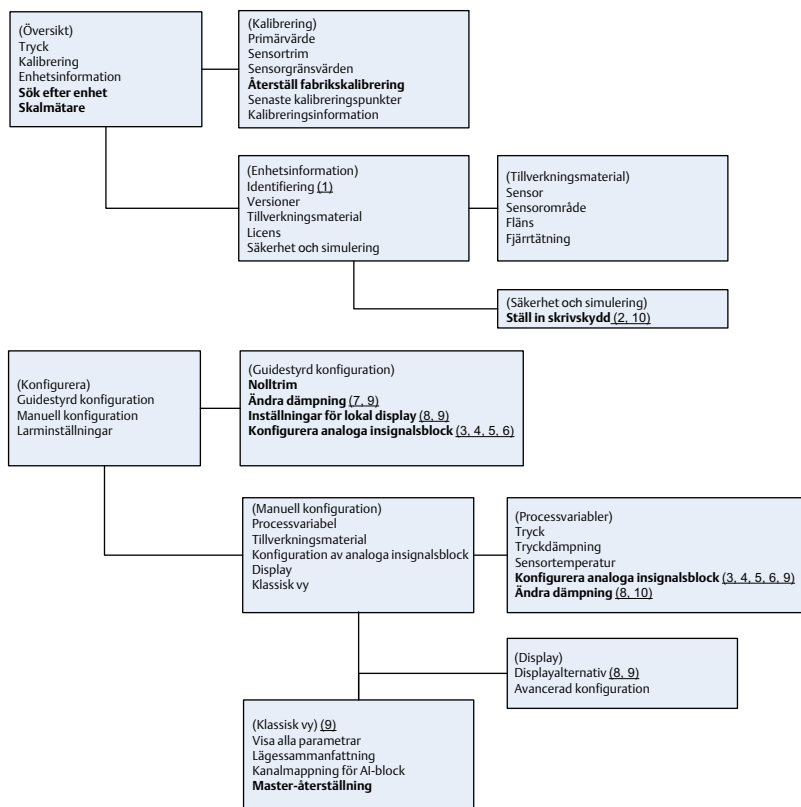 (Översikt)
Tryck
Kalibrering
Enhetsinformation
Sök efter enhet
Skalmätare
(Kalibrering)
Primärvärde
Sensortrim
Sensorgränsvärden
Återställ fabrikskalibrering
Senaste kalibreringspunkter
Kalibreringsinformation
(Enhetsinformation)
Identifiering (1)
Versioner
Tillverkningsmaterial
Licens
Säkerhet och simulering
(Tillverkningsmaterial)
Sensor
Sensorområde
Fläns
Fjärrtätning
(Säkerhet och simulering)
Ställ in skrivskydd (2, 10)
(Konfigurera)
Guidestyrd konfiguration
Manuell konfiguration
Larminställningar
(Guidestyrd konfiguration)
Nolltrim
Ändra dämpning (7, 9)
Inställningar för lokal display (8, 9)
Konfigurera analoga insignalsblock (3, 4, 5, 6)
(Manuell konfiguration)
Processvariabel
Tillverkningsmaterial
Konfiguration av analoga insignalsblock
Display
Klassisk vy
(Processvariabler)
Tryck
Tryckdämpning
Sensortemperatur
Konfigurera analoga insignalsblock (3, 4, 5, 6, 9)
Ändra dämpning (8, 10)
(Display)
Displayalternativ (8, 9)
Avancerad konfiguration
(Klassisk vy) (9)
Visa alla parametrar
Lägessammanfattning
Kanalmappning för AI-block
Master-återställning